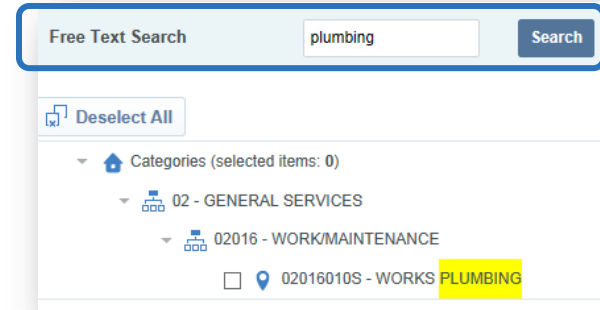 Free Text Search plumbing Search
Deselect All
Categories (selected items: 0)
02 - GENERAL SERVICES
02016 - WORK/MAINTENANCE
02016010S - WORKS PLUMBING